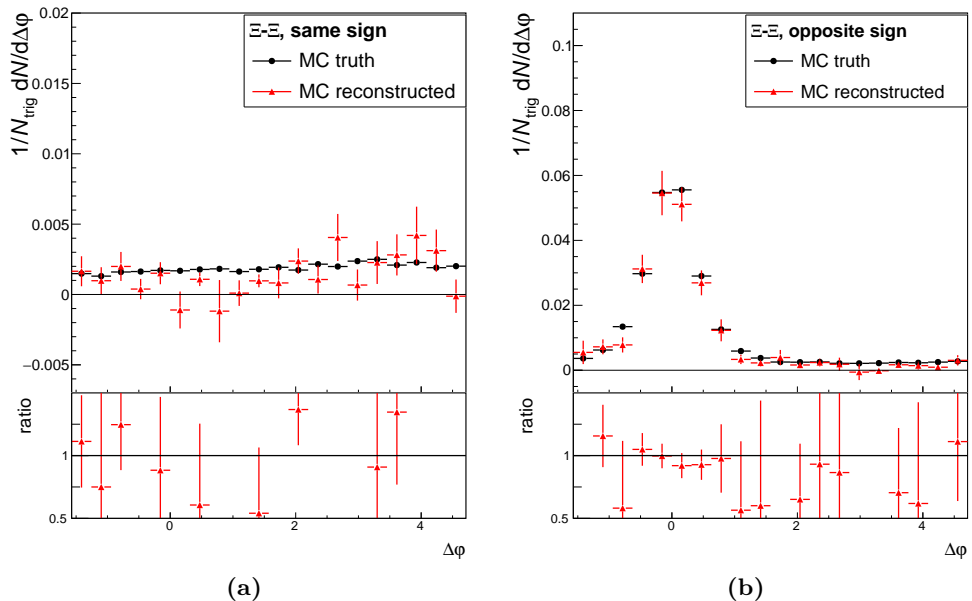 Ξ-Ξ, same sign
MC truth
MC reconstructed
1/N_trig dN/dΔφ
0.02
0.015
0.01
0.005
0
−0.005
ratio
1
0.5
0 2 4
Δφ
(a)
Ξ-Ξ, opposite sign
MC truth
MC reconstructed
1/N_trig dN/dΔφ
0.1
0.08
0.06
0.04
0.02
0
ratio
1
0.5
0 2 4
Δφ
(b)